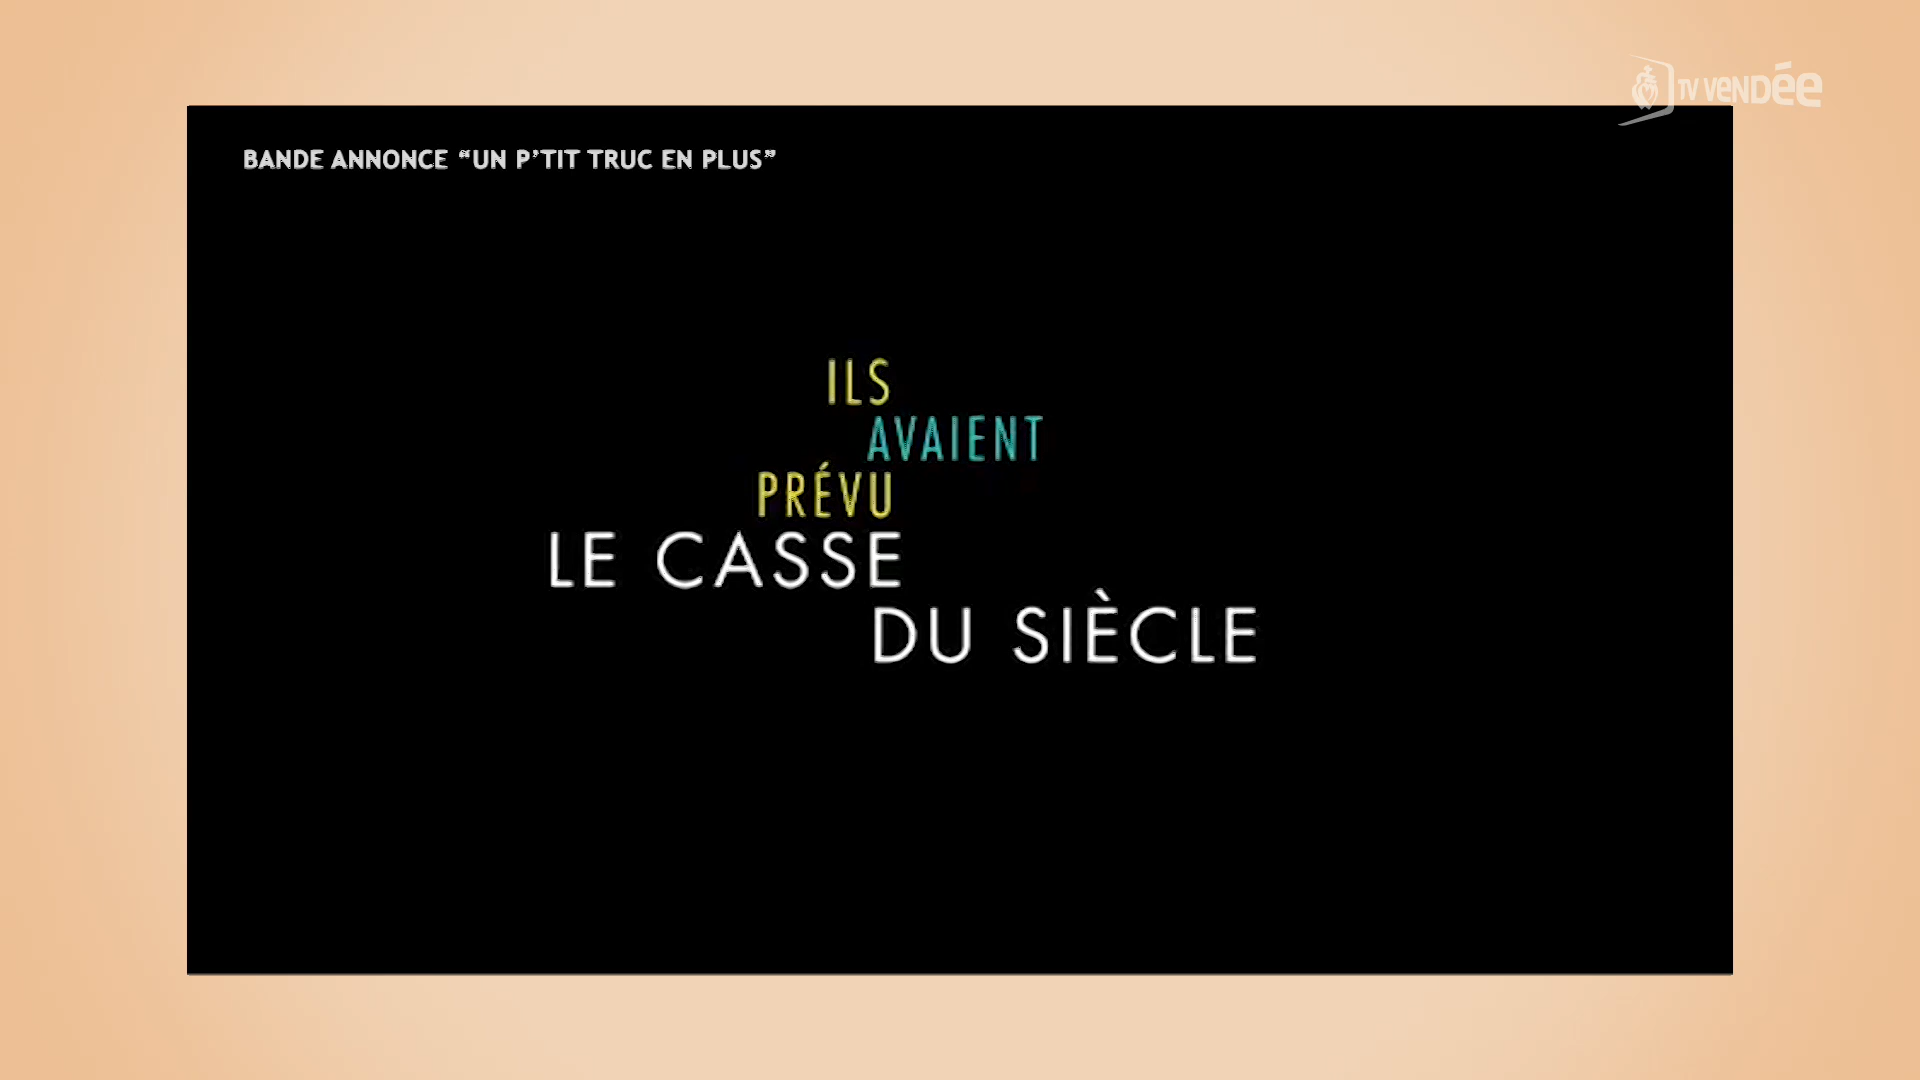 TV VENDÉE
BANDE ANNONCE “UN P’TIT TRUC EN PLUS”
ILS
AVAIENT
PRÉVU
LE CASSE
DU SIÈCLE